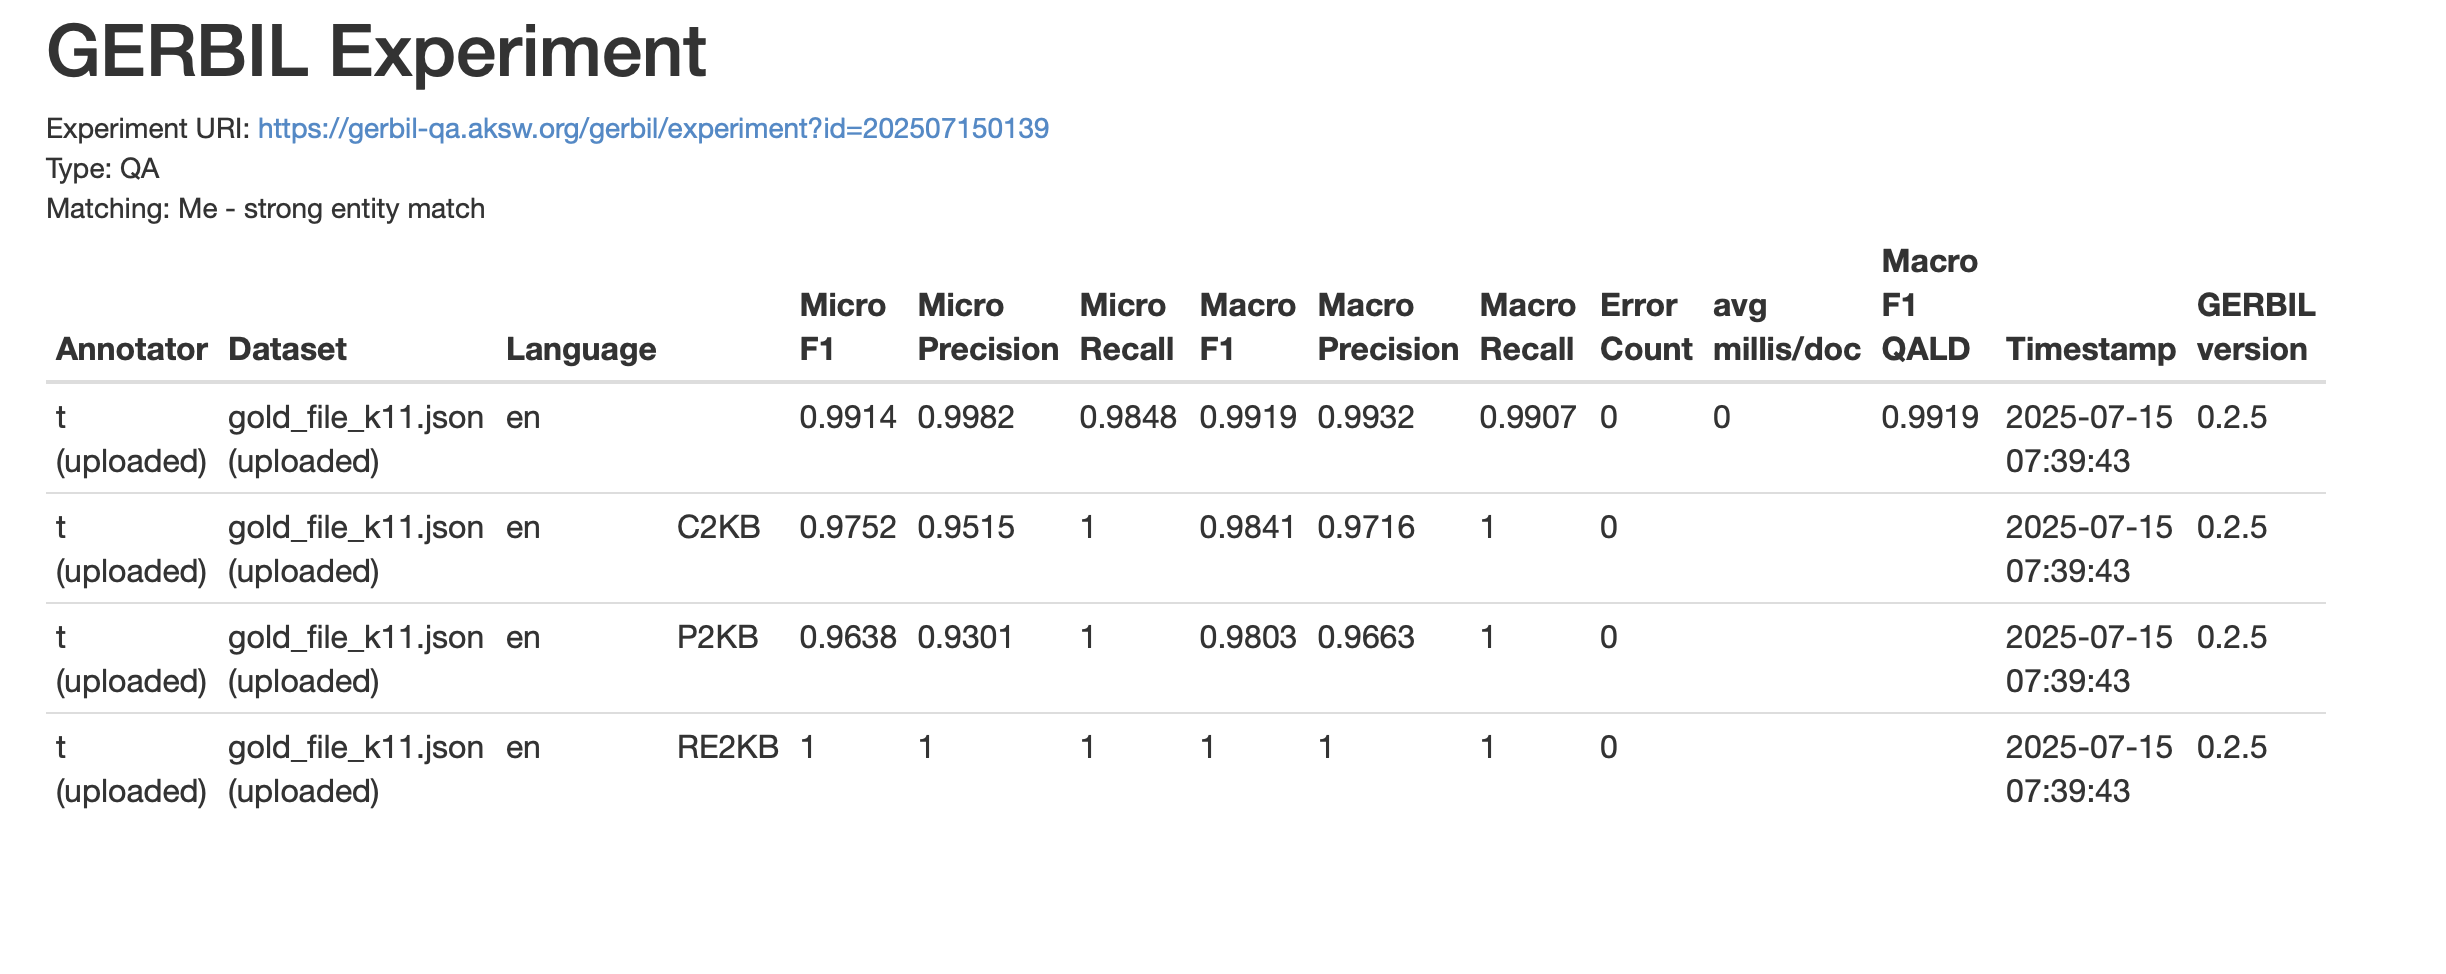 GERBIL Experiment
Experiment URI: https://gerbil-qa.aksw.org/gerbil/experiment?id=202507150139
Type: QA
Matching: Me - strong entity match
Annotator Dataset Language Micro F1 Micro Precision Micro Recall Macro F1 Macro Precision Macro Recall Error Count avg millis/doc Macro F1 QALD Timestamp GERBIL version
t (uploaded) gold_file_k11.json (uploaded) en 0.9914 0.9982 0.9848 0.9919 0.9932 0.9907 0 0 0.9919 2025-07-15 07:39:43 0.2.5
t (uploaded) gold_file_k11.json (uploaded) en C2KB 0.9752 0.9515 1 0.9841 0.9716 1 0 2025-07-15 07:39:43 0.2.5
t (uploaded) gold_file_k11.json (uploaded) en P2KB 0.9638 0.9301 1 0.9803 0.9663 1 0 2025-07-15 07:39:43 0.2.5
t (uploaded) gold_file_k11.json (uploaded) en RE2KB 1 1 1 1 1 1 0 2025-07-15 07:39:43 0.2.5